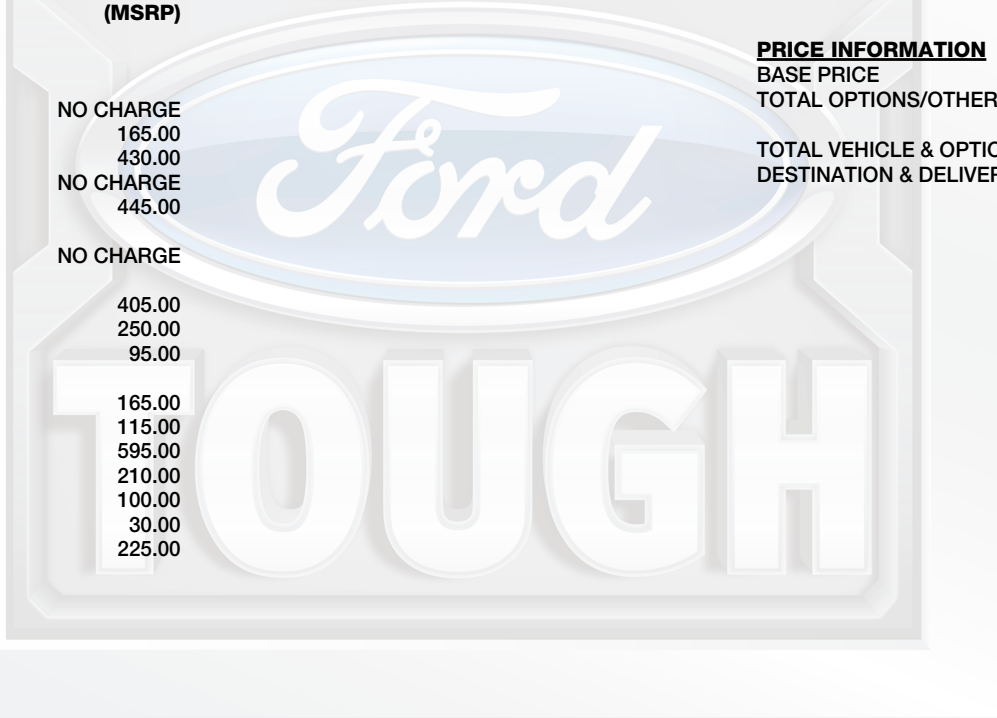 (MSRP)
NO CHARGE
165.00
430.00
NO CHARGE
445.00
NO CHARGE
405.00
250.00
95.00
165.00
115.00
595.00
210.00
100.00
30.00
225.00
PRICE INFORMATION
BASE PRICE
TOTAL OPTIONS/OTHER
TOTAL VEHICLE & OPTIO
DESTINATION & DELIVER
Ford
TOUGH